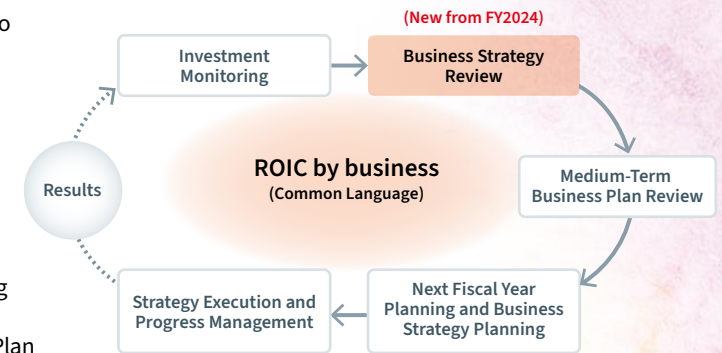 (New from FY2024)
Investment
Monitoring
Business Strategy
Review
ROIC by business
(Common Language)
Medium-Term
Business Plan Review
Results
Next Fiscal Year
Planning and Business
Strategy Planning
Strategy Execution and
Progress Management
Plan